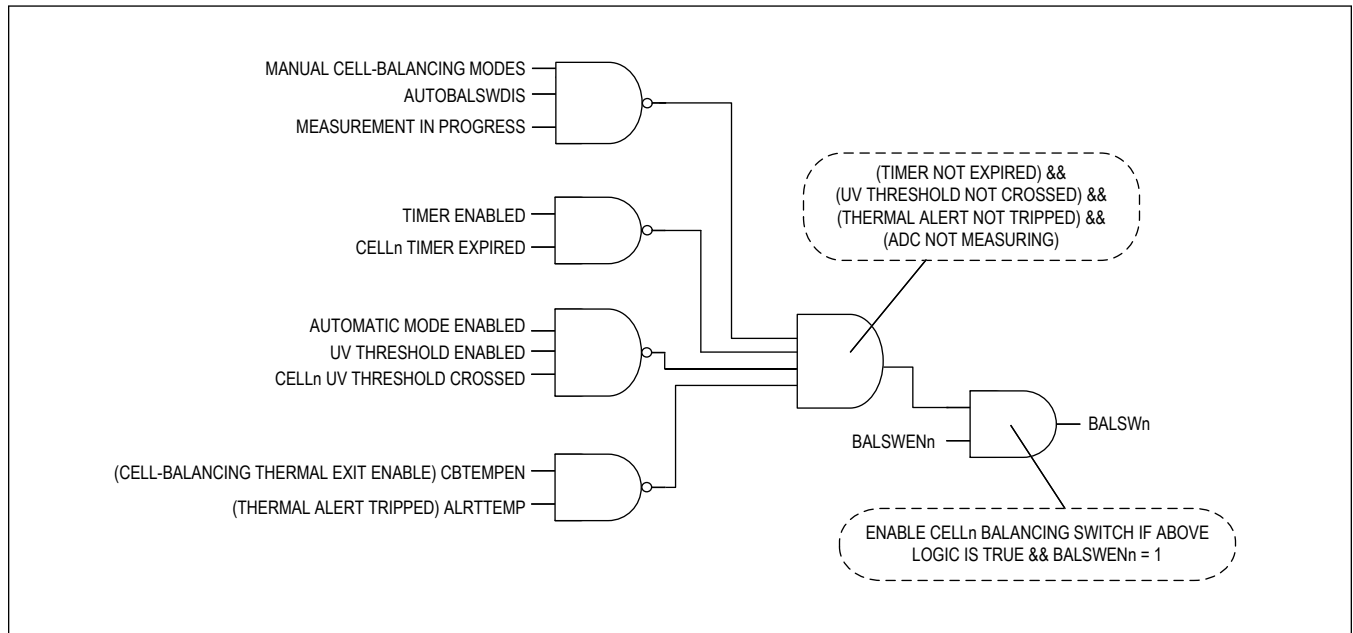 MANUAL CELL-BALANCING MODES
AUTOBALSWDIS
MEASUREMENT IN PROGRESS
TIMER ENABLED
CELLn TIMER EXPIRED
AUTOMATIC MODE ENABLED
UV THRESHOLD ENABLED
CELLn UV THRESHOLD CROSSED
(CELL-BALANCING THERMAL EXIT ENABLE) CBTEMPEN
(THERMAL ALERT TRIPPED) ALRTTEMP
(TIMER NOT EXPIRED) &&
(UV THRESHOLD NOT CROSSED) &&
(THERMAL ALERT NOT TRIPPED) &&
(ADC NOT MEASURING)
BALSWENn
BALSWn
ENABLE CELLn BALANCING SWITCH IF ABOVE
LOGIC IS TRUE && BALSWENn = 1